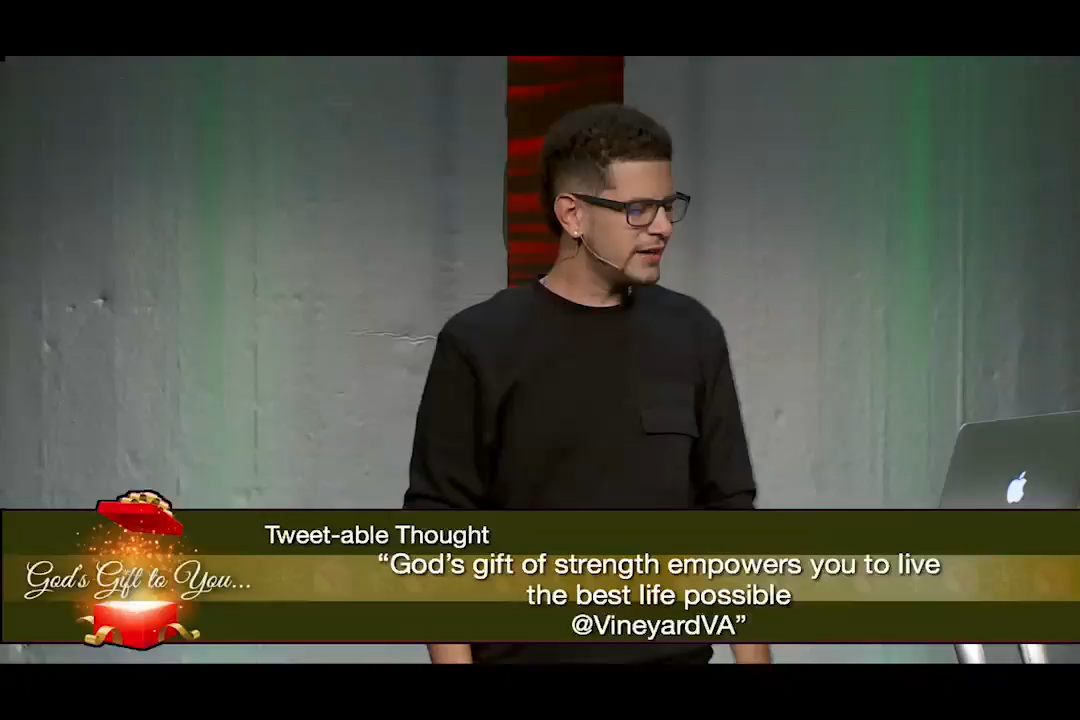 Tweet-able Thought
“God’s gift of strength empowers you to live
the best life possible
@VineyardVA”
God's Gift to You...